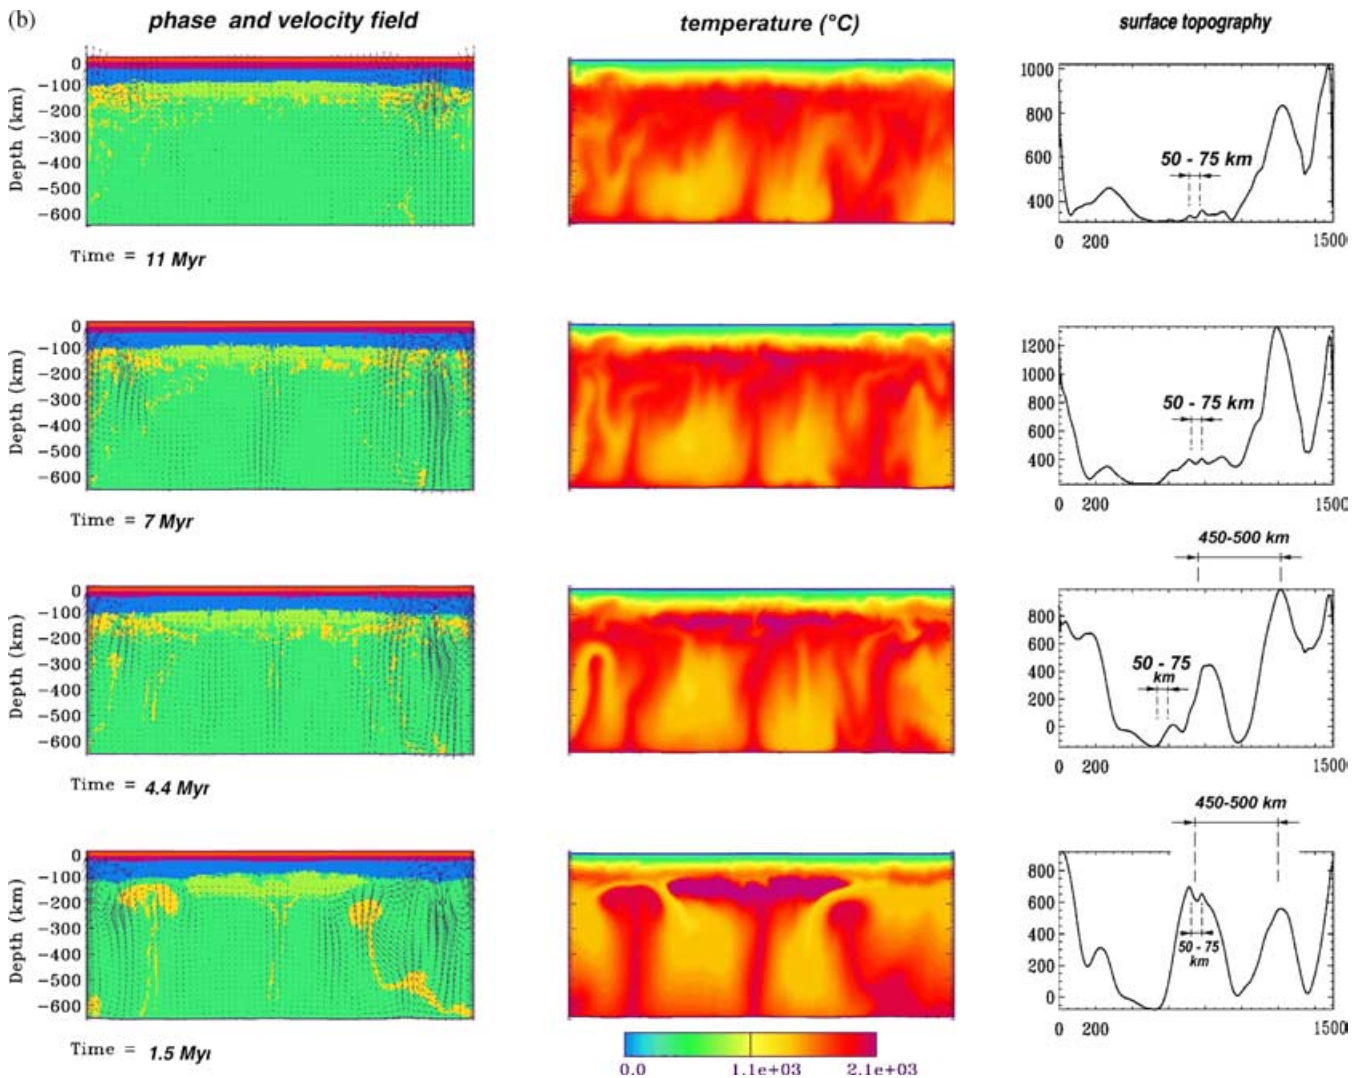 (b) phase and velocity field temperature (°C) surface topography
Depth (km)
0
−100
−200
−300
−400
−500
−600
Time = 11 Myr
1000
800
600
400
50 - 75 km
0 200 1500
Depth (km)
0
−100
−200
−300
−400
−500
−600
Time = 7 Myr
1200
1000
800
600
400
50 - 75 km
0 200 1500
Depth (km)
0
−100
−200
−300
−400
−500
−600
Time = 4.4 Myr
450-500 km
800
600
400
200
0
50 - 75
km
0 200 1500
Depth (km)
0
−100
−200
−300
−400
−500
−600
Time = 1.5 Myr
0.0 1.1e+03 2.1e+03
450-500 km
800
600
400
200
0
50 - 75
km
0 200 1500